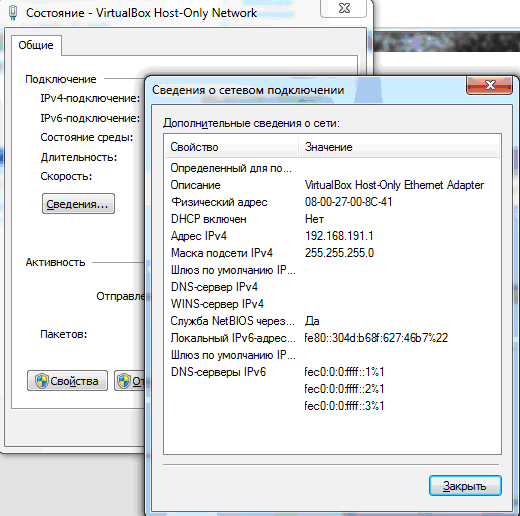 Состояние - VirtualBox Host-Only Network
Общие
Подключение
IPv4-подключение:
IPv6-подключение:
Состояние среды:
Длительность:
Скорость:
Сведения...
Активность
Отправле
Пакетов:
Свойства
От
Сведения о сетевом подключении
Дополнительные сведения о сети:
Свойство Значение
Определенный для по...
Описание VirtualBox Host-Only Ethernet Adapter
Физический адрес 08-00-27-00-8C-41
DHCP включен Нет
Адрес IPv4 192.168.191.1
Маска подсети IPv4 255.255.255.0
Шлюз по умолчанию IP...
DNS-сервер IPv4
WINS-сервер IPv4
Служба NetBIOS через... Да
Локальный IPv6-адрес... fe80::304d:b68f:627:46b7%22
Шлюз по умолчанию IP...
DNS-серверы IPv6 fec0:0:0:ffff::1%1
fec0:0:0:ffff::2%1
fec0:0:0:ffff::3%1
Закрыть